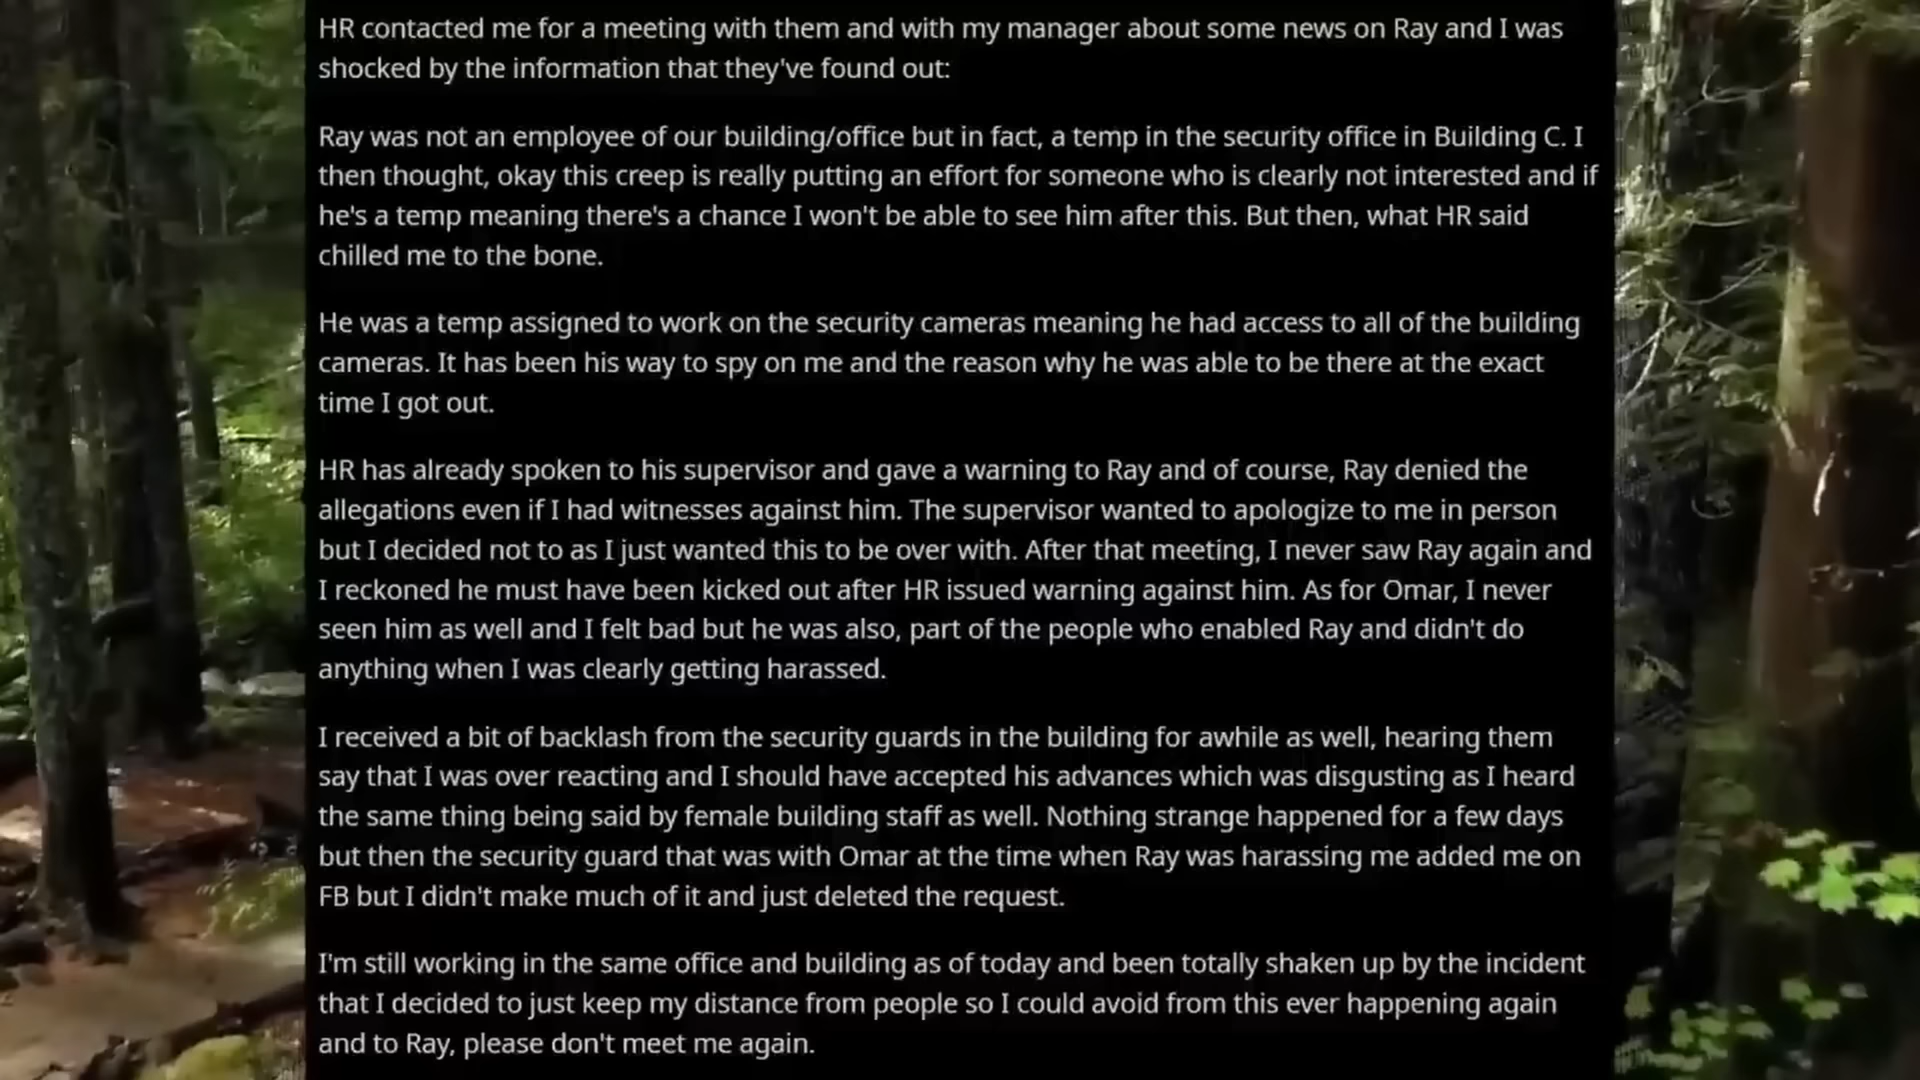 HR contacted me for a meeting with them and with my manager about some news on Ray and I was
shocked by the information that they've found out:
Ray was not an employee of our building/office but in fact, a temp in the security office in Building C. I
then thought, okay this creep is really putting an effort for someone who is clearly not interested and if
he's a temp meaning there's a chance I won't be able to see him after this. But then, what HR said
chilled me to the bone.
He was a temp assigned to work on the security cameras meaning he had access to all of the building
cameras. It has been his way to spy on me and the reason why he was able to be there at the exact
time I got out.
HR has already spoken to his supervisor and gave a warning to Ray and of course, Ray denied the
allegations even if I had witnesses against him. The supervisor wanted to apologize to me in person
but I decided not to as I just wanted this to be over with. After that meeting, I never saw Ray again and
I reckoned he must have been kicked out after HR issued warning against him. As for Omar, I never
seen him as well and I felt bad but he was also, part of the people who enabled Ray and didn't do
anything when I was clearly getting harassed.
I received a bit of backlash from the security guards in the building for awhile as well, hearing them
say that I was over reacting and I should have accepted his advances which was disgusting as I heard
the same thing being said by female building staff as well. Nothing strange happened for a few days
but then the security guard that was with Omar at the time when Ray was harassing me added me on
FB but I didn't make much of it and just deleted the request.
I'm still working in the same office and building as of today and been totally shaken up by the incident
that I decided to just keep my distance from people so I could avoid from this ever happening again
and to Ray, please don't meet me again.